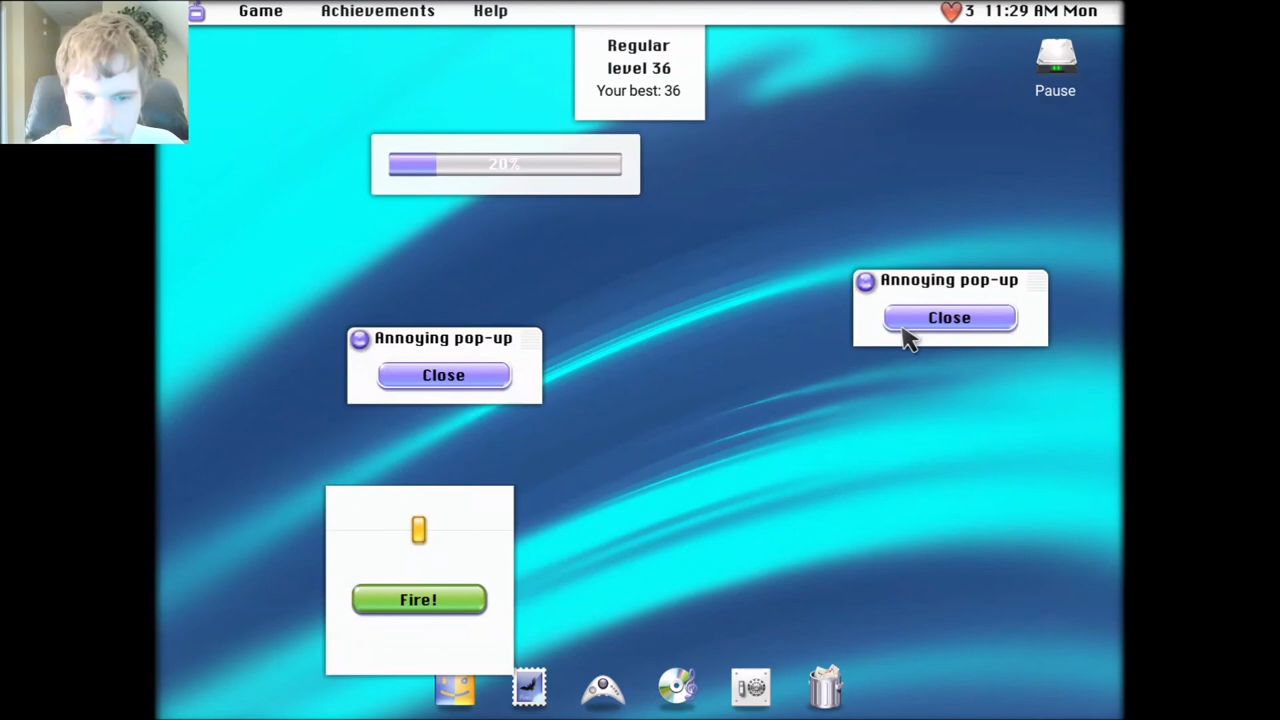 Game Achievements Help 3 11:29 AM Mon
Regular
level 36
Your best: 36
Pause
20%
Annoying pop-up
Close
Annoying pop-up
Close
Fire!